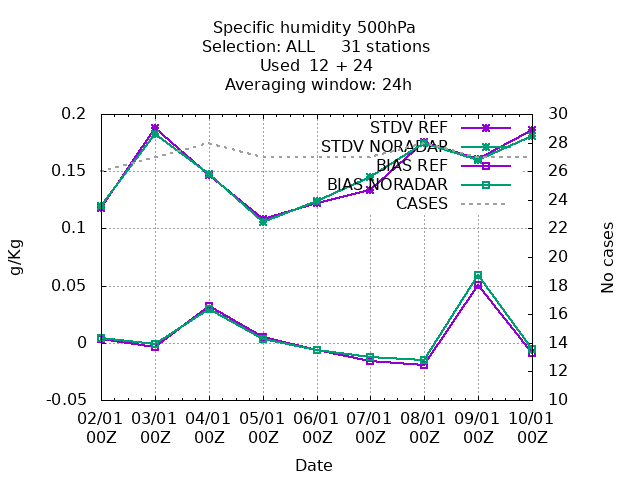 Specific humidity 500hPa
Selection: ALL 31 stations
Used 12 + 24
Averaging window: 24h
0.2
0.15
0.1
0.05
0
-0.05
g/Kg
30
28
26
24
22
20
18
16
14
12
10
No cases
STDV REF
STDV NORADAR
BIAS REF
BIAS NORADAR
CASES
02/01 03/01 04/01 05/01 06/01 07/01 08/01 09/01 10/01
00Z 00Z 00Z 00Z 00Z 00Z 00Z 00Z 00Z
Date